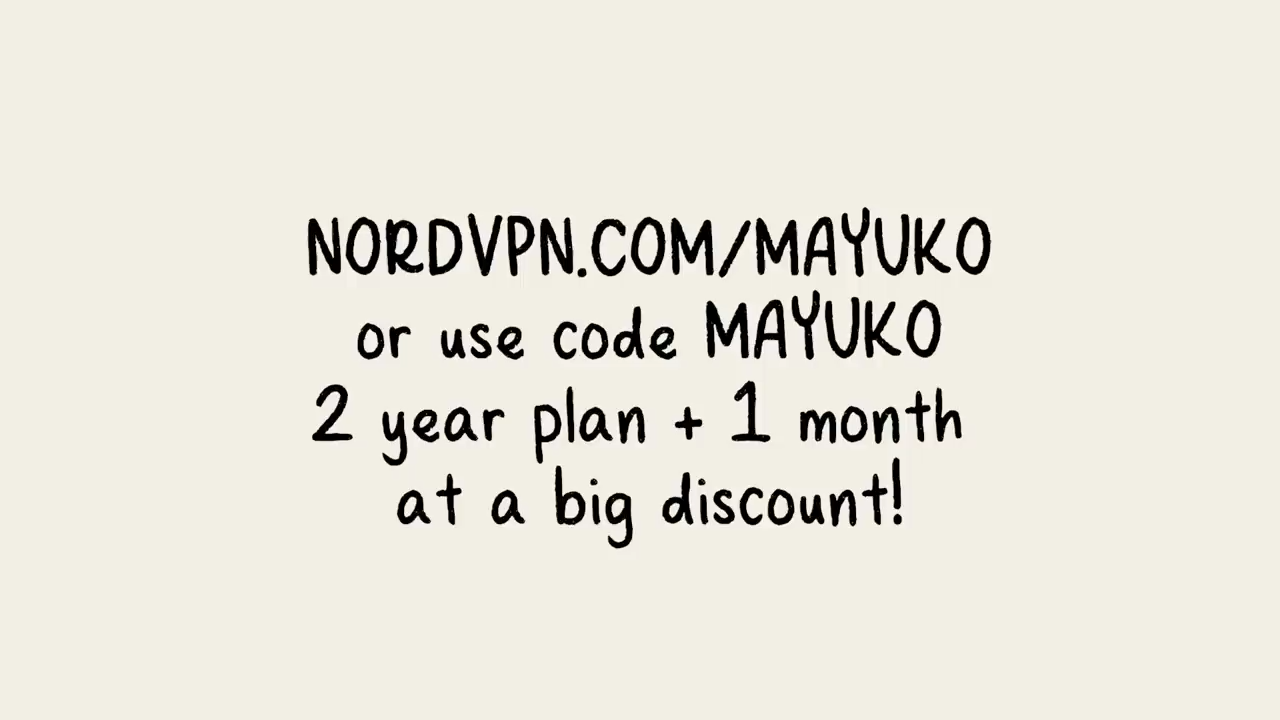 NORDVPN.COM/MAYUKO
or use code MAYUKO
2 year plan + 1 month
at a big discount!